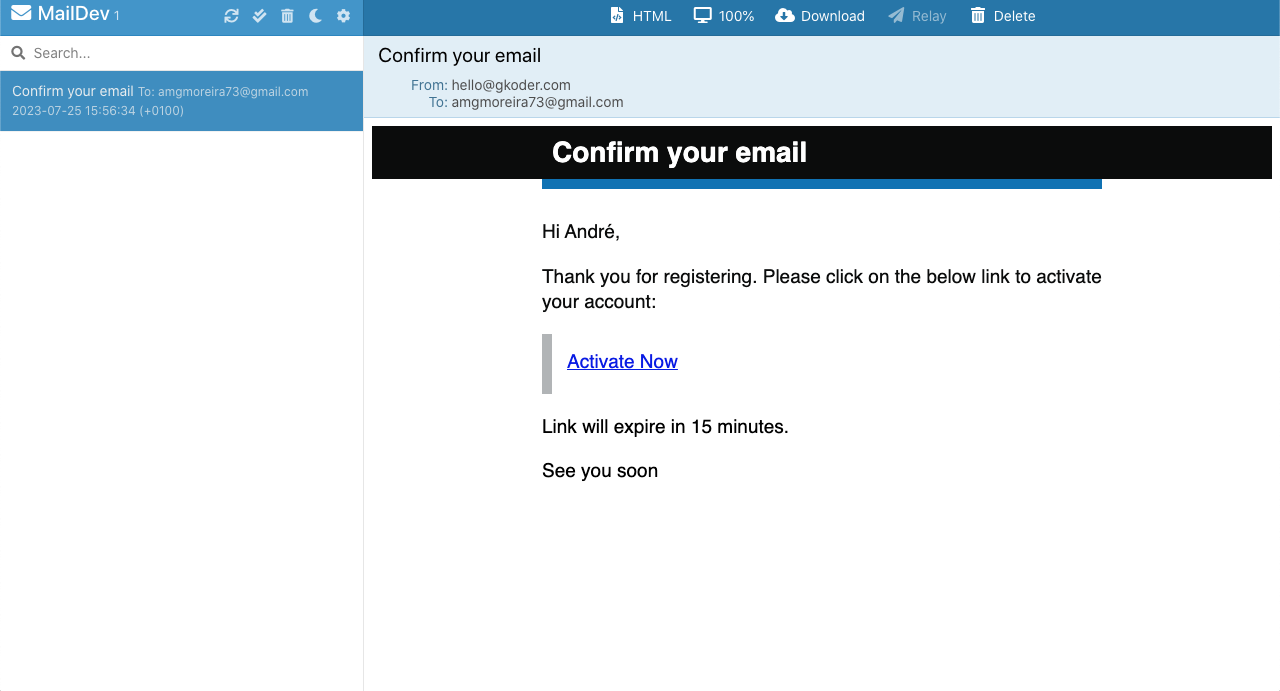 MailDev 1
HTML 100% Download Relay Delete
Search...
Confirm your email To: amgmoreira73@gmail.com
2023-07-25 15:56:34 (+0100)
Confirm your email
From: hello@gkoder.com
To: amgmoreira73@gmail.com
Confirm your email
Hi André,
Thank you for registering. Please click on the below link to activate
your account:
Activate Now
Link will expire in 15 minutes.
See you soon